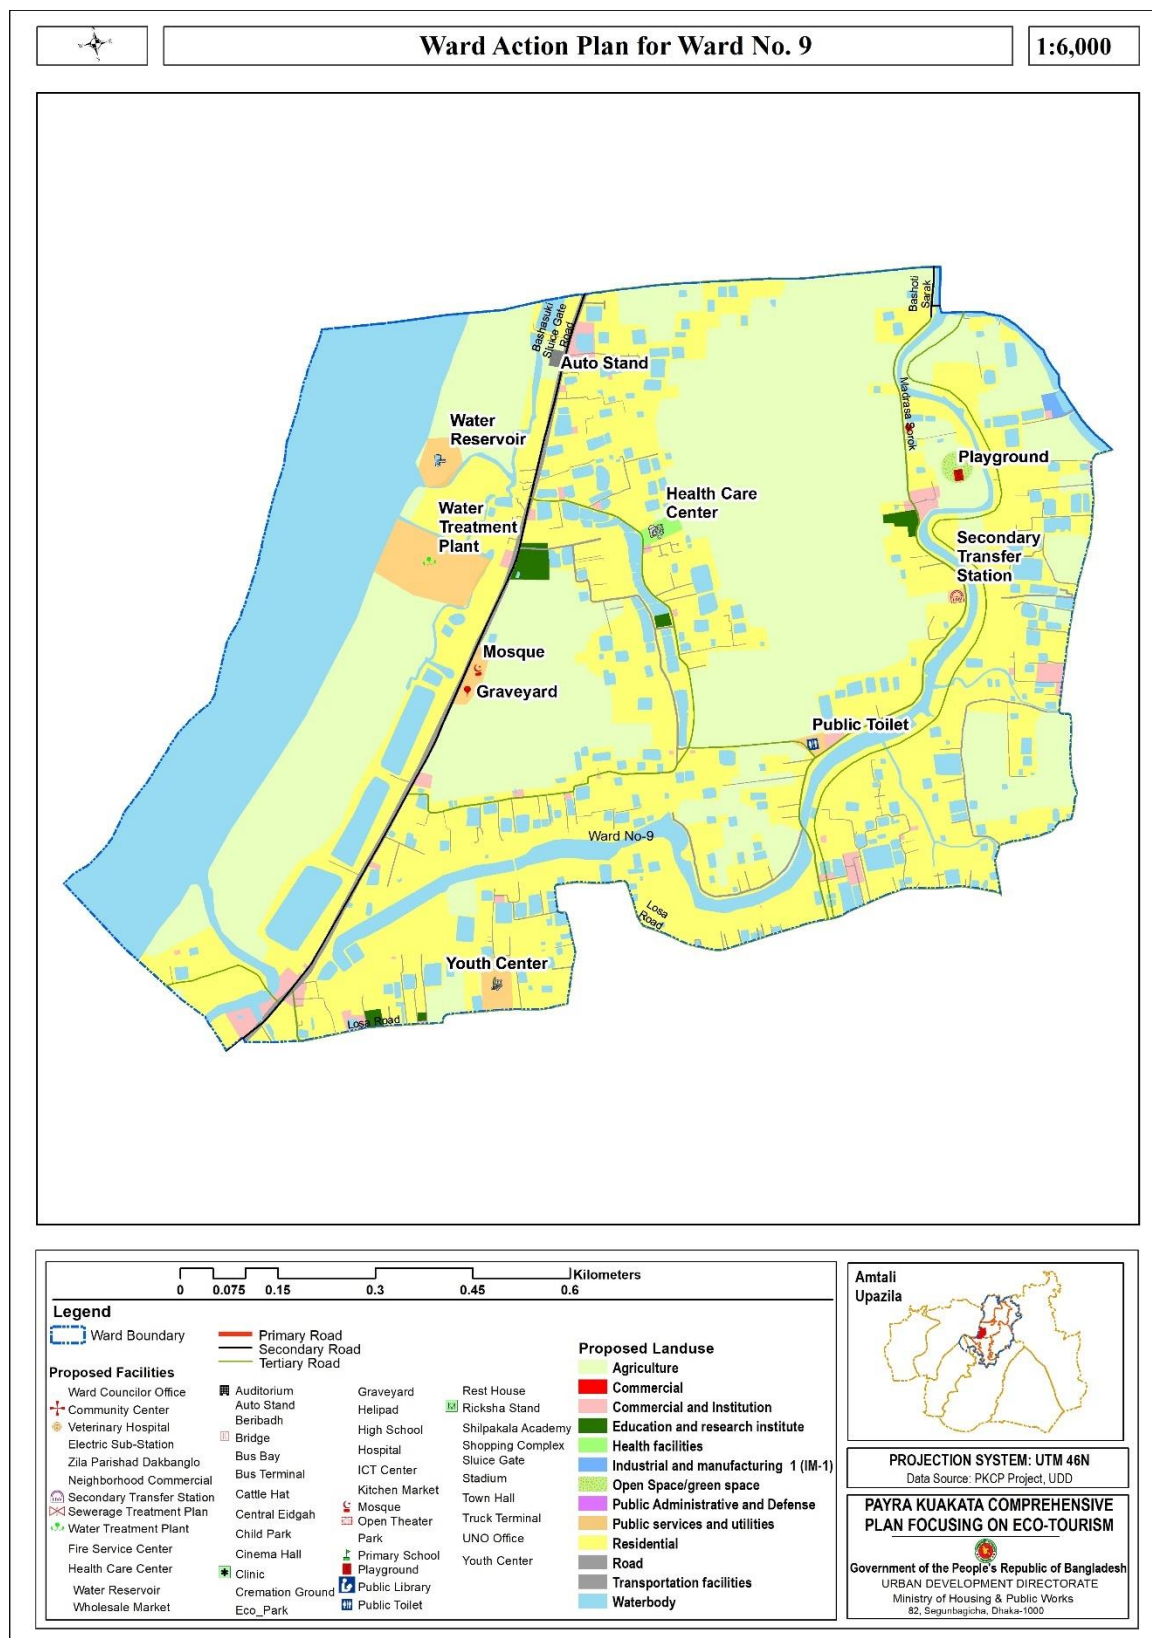 Ward Action Plan for Ward No. 9
1:6,000
Bashoti
Sarak
Bashasuki
Sluice Gate
Road
Auto Stand
Madrasa Sorok
Water
Reservoir
Playground
Health Care
Center
Water
Treatment
Plant
Secondary
Transfer
Station
Mosque
Graveyard
Public Toilet
Ward No-9
Losa
Road
Youth Center
Losa Road
Kilometers
0 0.075 0.15 0.3 0.45 0.6
Legend
Ward Boundary
Primary Road
Secondary Road
Tertiary Road
Proposed Facilities
Ward Councilor Office
Community Center
Veterinary Hospital
Electric Sub-Station
Zila Parishad Dakbanglo
Neighborhood Commercial
Secondary Transfer Station
Sewerage Treatment Plan
Water Treatment Plant
Fire Service Center
Health Care Center
Water Reservoir
Wholesale Market
Auditorium
Auto Stand
Beribadh
Bridge
Bus Bay
Bus Terminal
Cattle Hat
Central Eidgah
Child Park
Cinema Hall
Clinic
Cremation Ground
Eco_Park
Graveyard
Helipad
High School
Hospital
ICT Center
Kitchen Market
Mosque
Open Theater
Park
Primary School
Playground
Public Library
Public Toilet
Rest House
Ricksha Stand
Shilpakala Academy
Shopping Complex
Sluice Gate
Stadium
Town Hall
Truck Terminal
UNO Office
Youth Center
Proposed Landuse
Agriculture
Commercial
Commercial and Institution
Education and research institute
Health facilities
Industrial and manufacturing 1 (IM-1)
Open Space/green space
Public Administrative and Defense
Public services and utilities
Residential
Road
Transportation facilities
Waterbody
Amtali
Upazila
PROJECTION SYSTEM: UTM 46N
Data Source: PKCP Project, UDD
PAYRA KUAKATA COMPREHENSIVE
PLAN FOCUSING ON ECO-TOURISM
Government of the People's Republic of Bangladesh
URBAN DEVELOPMENT DIRECTORATE
Ministry of Housing & Public Works
82, Segunbagicha, Dhaka-1000